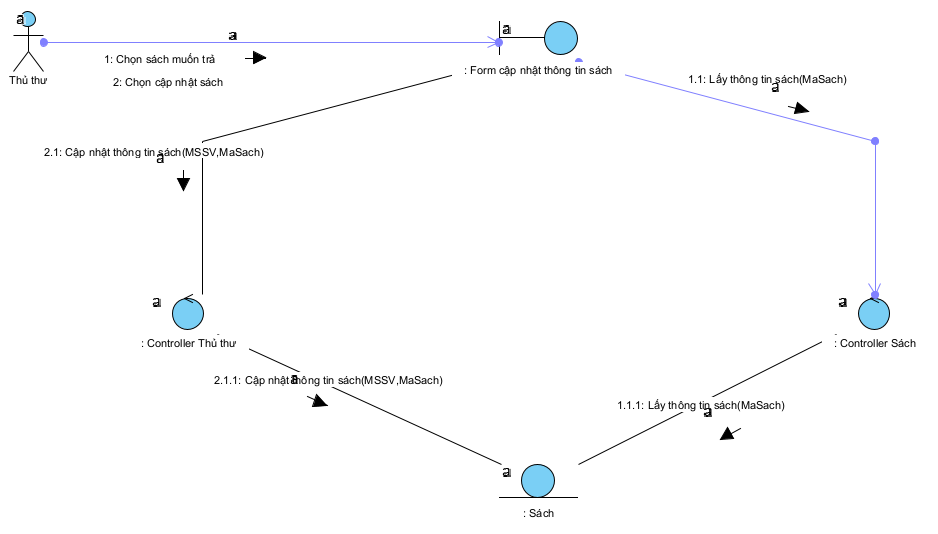 a
a
a
Thủ thư
1: Chọn sách muốn trả
2: Chọn cập nhật sách
: Form cập nhật thông tin sách
1.1: Lấy thông tin sách(MaSach)
a
2.1: Cập nhật thông tin sách(MSSV,MaSach)
a
a
a
: Controller Thủ thư
: Controller Sách
2.1.1: Cập nhật thông tin sách(MSSV,MaSach)
a
1.1.1: Lấy thông tin sách(MaSach)
a
a
: Sách